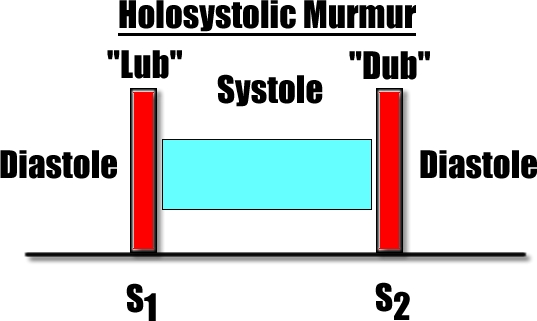 Holosystolic Murmur
"Lub"
"Dub"
Systole
Diastole
Diastole
S1
S2